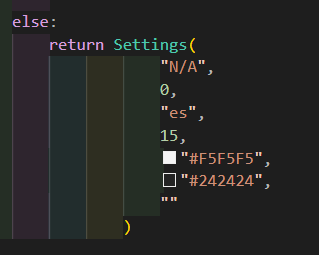 else:
return Settings(
"N/A",
0,
"es",
15,
"#F5F5F5",
"#242424",
""
)